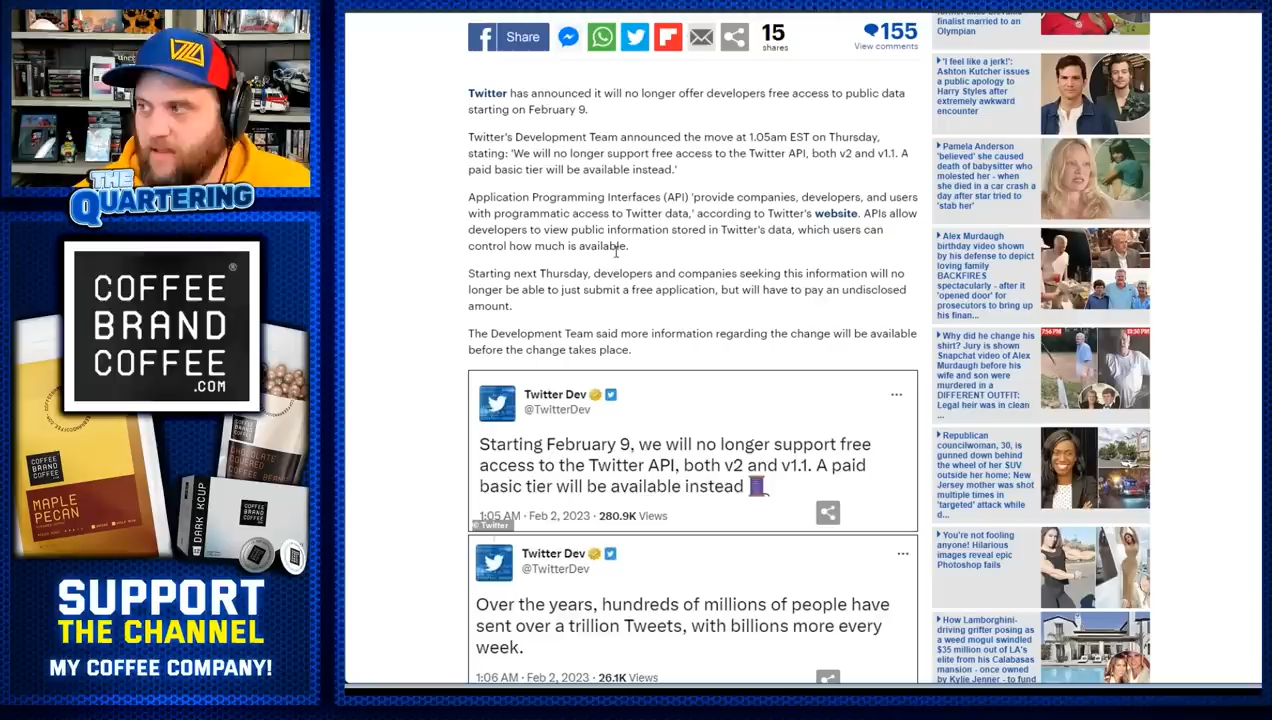 THE
QUARTERING
COFFEE
BRAND
COFFEE
.COM
®
COFFEE
BRAND
COFFEE
MAPLE
PECAN
DARK KCUP
CHOCOLATE
COVERED
SUPPORT
THE CHANNEL
MY COFFEE COMPANY!
Share
15
shares
155
View comments
Twitter has announced it will no longer offer developers free access to public data
starting on February 9.
Twitter's Development Team announced the move at 1.05am EST on Thursday,
stating: 'We will no longer support free access to the Twitter API, both v2 and v1.1. A
paid basic tier will be available instead.'
Application Programming Interfaces (API) 'provide companies, developers, and users
with programmatic access to Twitter data,' according to Twitter's website. APIs allow
developers to view public information stored in Twitter's data, which users can
control how much is available.
Starting next Thursday, developers and companies seeking this information will no
longer be able to just submit a free application, but will have to pay an undisclosed
amount.
The Development Team said more information regarding the change will be available
before the change takes place.
Twitter Dev
@TwitterDev
Starting February 9, we will no longer support free
access to the Twitter API, both v2 and v1.1. A paid
basic tier will be available instead
1:05 AM · Feb 2, 2023 · 280.9K Views
© Twitter
Twitter Dev
@TwitterDev
Over the years, hundreds of millions of people have
sent over a trillion Tweets, with billions more every
week.
1:06 AM · Feb 2, 2023 · 26.1K Views
finalist married to an
Olympian
'I feel like a jerk!':
Ashton Kutcher issues
a public apology to
Harry Styles after
extremely awkward
encounter
Pamela Anderson
'believed' she caused
death of babysitter
who molested her - when
she died in a car crash a
day after star tried to
'stab her'
Alex Murdaugh
birthday video shown
by his defense to depict
loving family
BACKFIRES
spectacularly - after it
'opened door' for
prosecutors to bring up
his finan...
Why did he change his
shirt? Jury is shown
Snapchat video of Alex
Murdaugh before his
wife and son were
murdered in a
DIFFERENT OUTFIT:
Legal heir was in clean
...
7:56 PM
Republican
councilwoman, 30, is
gunned down behind
the wheel of her SUV
outside her home: New
Jersey mother was shot
multiple times in
'targeted' attack while
d...
You're not fooling
anyone! Hilarious
images reveal epic
Photoshop fails
How Lamborghini-
driving grifter posing as
a weed mogul swindled
$35 million out of LA's
elite from his Calabasas
mansion - once owned
by Kylie Jenner - to fund